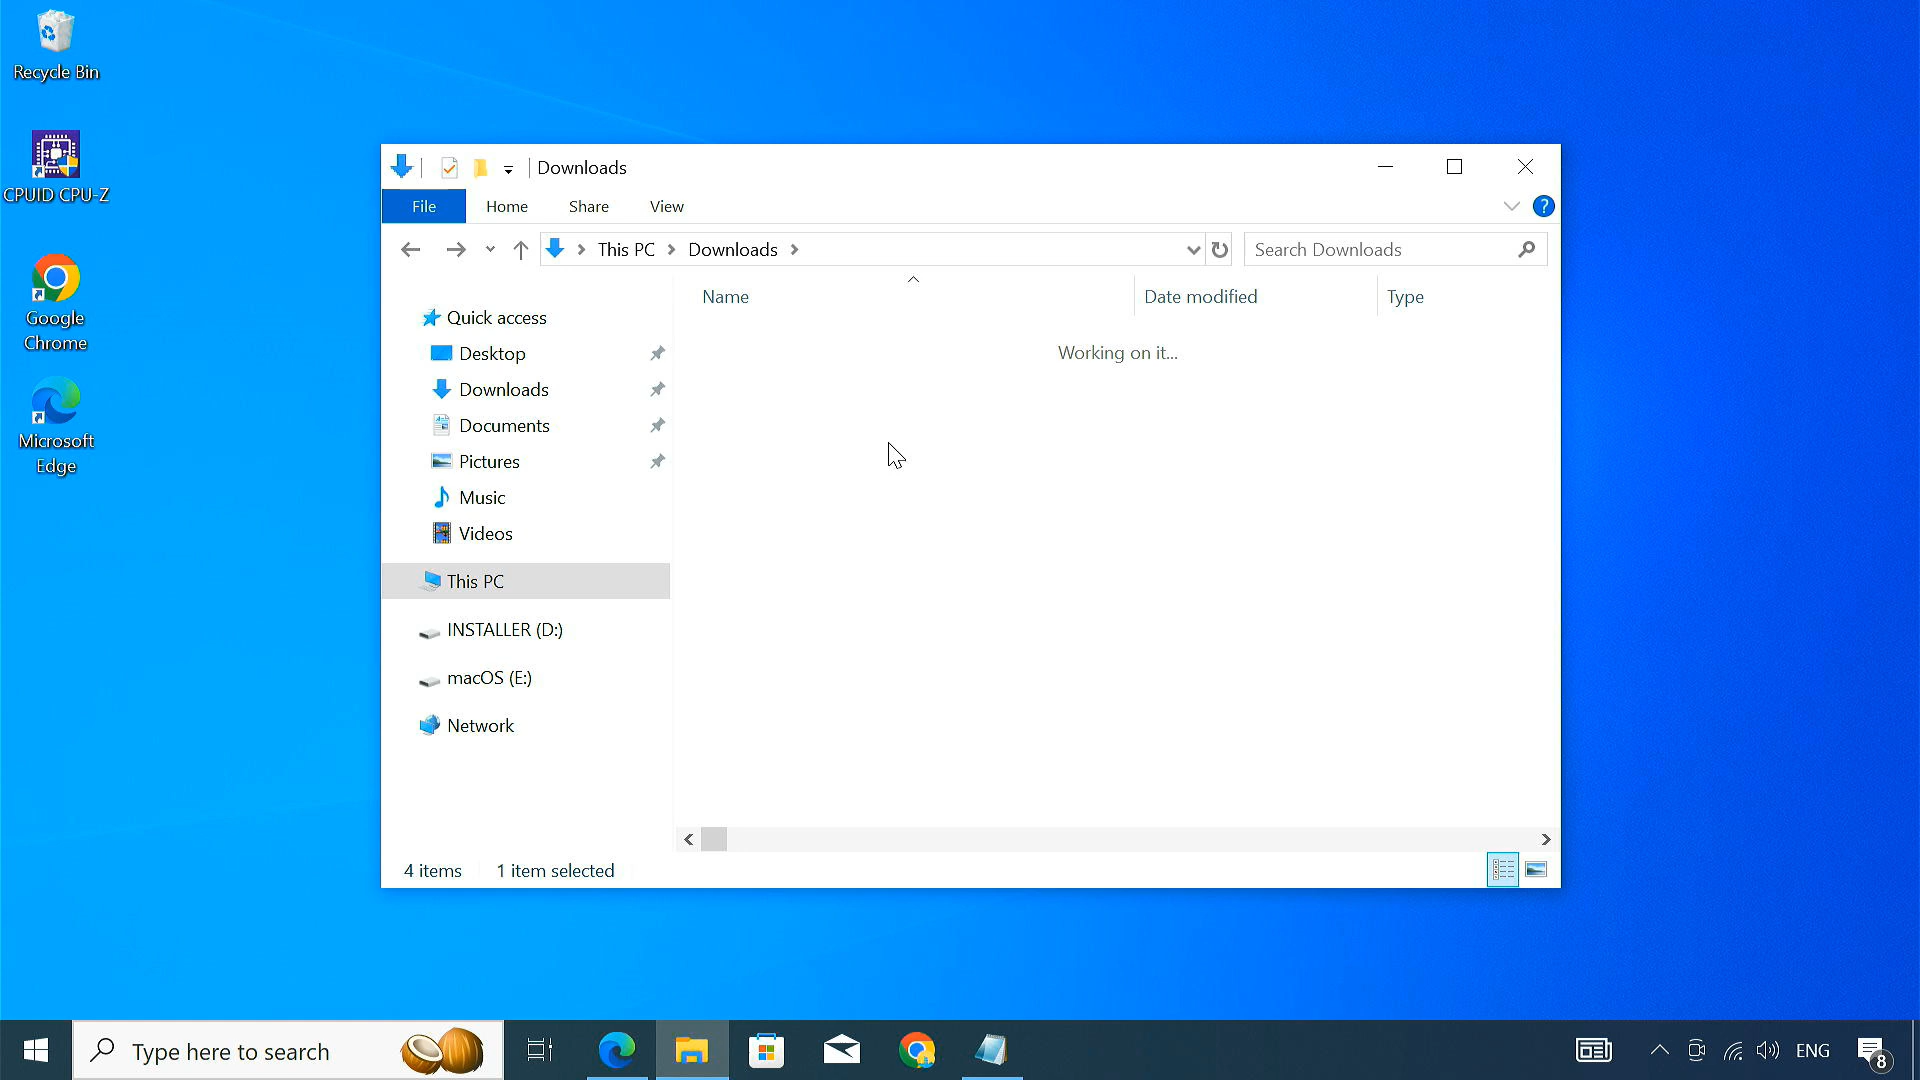 Recycle Bin
CPUID CPU-Z
Google
Chrome
Microsoft
Edge
Downloads
File
Home
View
Share
?
This PC
Downloads
Search Downloads
Name
Date modified
Type
Working on it...
Quick access
Desktop
Downloads
Documents
Pictures
Music
Videos
This PC
INSTALLER (D:)
macOS (E:)
Network
4 items
1 item selected
Type here to search
ENG
8